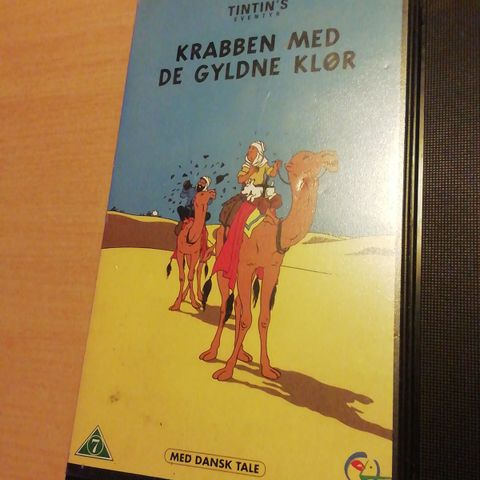 TINTIN'S
EVENTYR
KRABBEN MED
DE GYLDNE KLØR
7
MED DANSK TALE